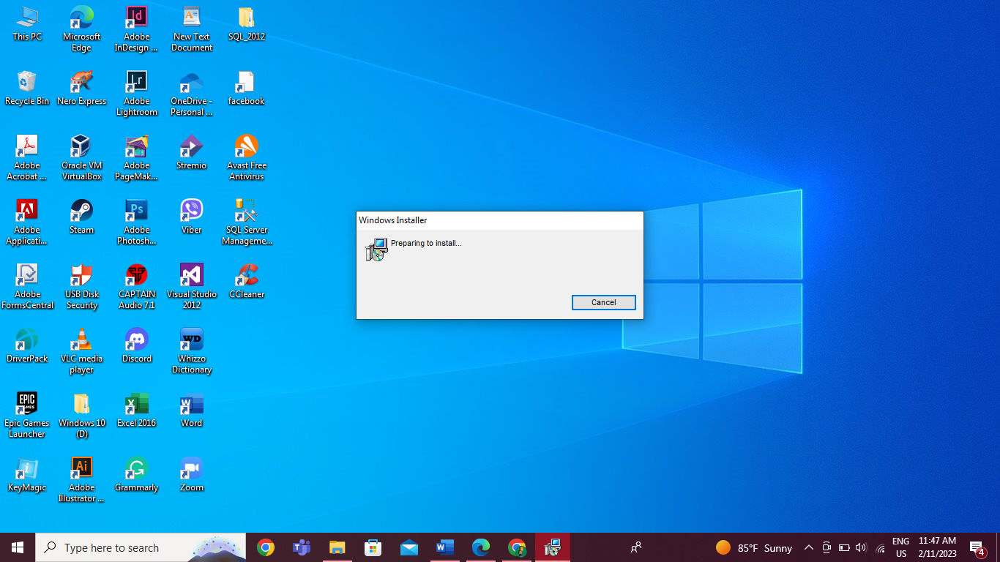 This PC
Microsoft
Edge
Adobe
InDesign ...
New Text
Document
SQL_2012
Recycle Bin
Nero Express
Adobe
Lightroom
OneDrive -
Personal ...
facebook
Adobe
Acrobat ...
Oracle VM
VirtualBox
Adobe
PageMak...
Stremio
Avast Free
Antivirus
Adobe
Applicati...
Steam
Adobe
Photosh...
Viber
SQL Server
Manageme...
Adobe
FormsCentral
USB Disk
Security
CAPTAIN
Audio 7.1
Visual Studio
2012
CCleaner
DriverPack
VLC media
player
Discord
Whizzo
Dictionary
Epic Games
Launcher
Windows 10
(D)
Excel 2016
Word
KeyMagic
Adobe
Illustrator ...
Grammarly
Zoom
Windows Installer
Preparing to install...
Cancel
Type here to search
85°F Sunny
ENG
US
11:47 AM
2/11/2023
4